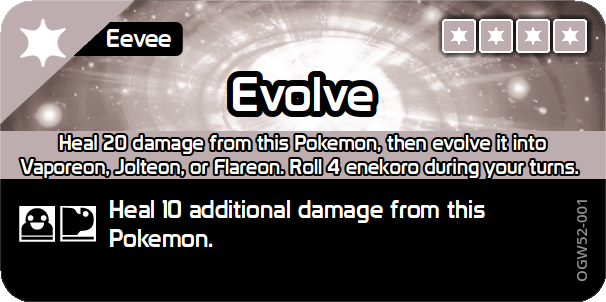 Eevee
Evolve
Heal 20 damage from this Pokemon, then evolve it into
Vaporeon, Jolteon, or Flareon. Roll 4 enekoro during your turns.
Heal 10 additional damage from this
Pokemon.
OGW52-001